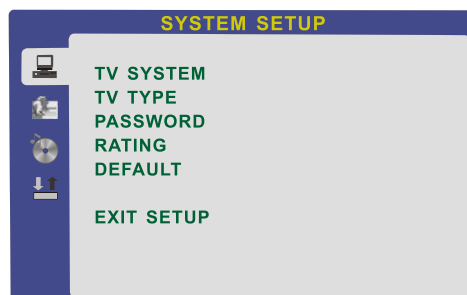 SYSTEM SETUP
TV SYSTEM
TV TYPE
PASSWORD
RATING
DEFAULT
EXIT SETUP